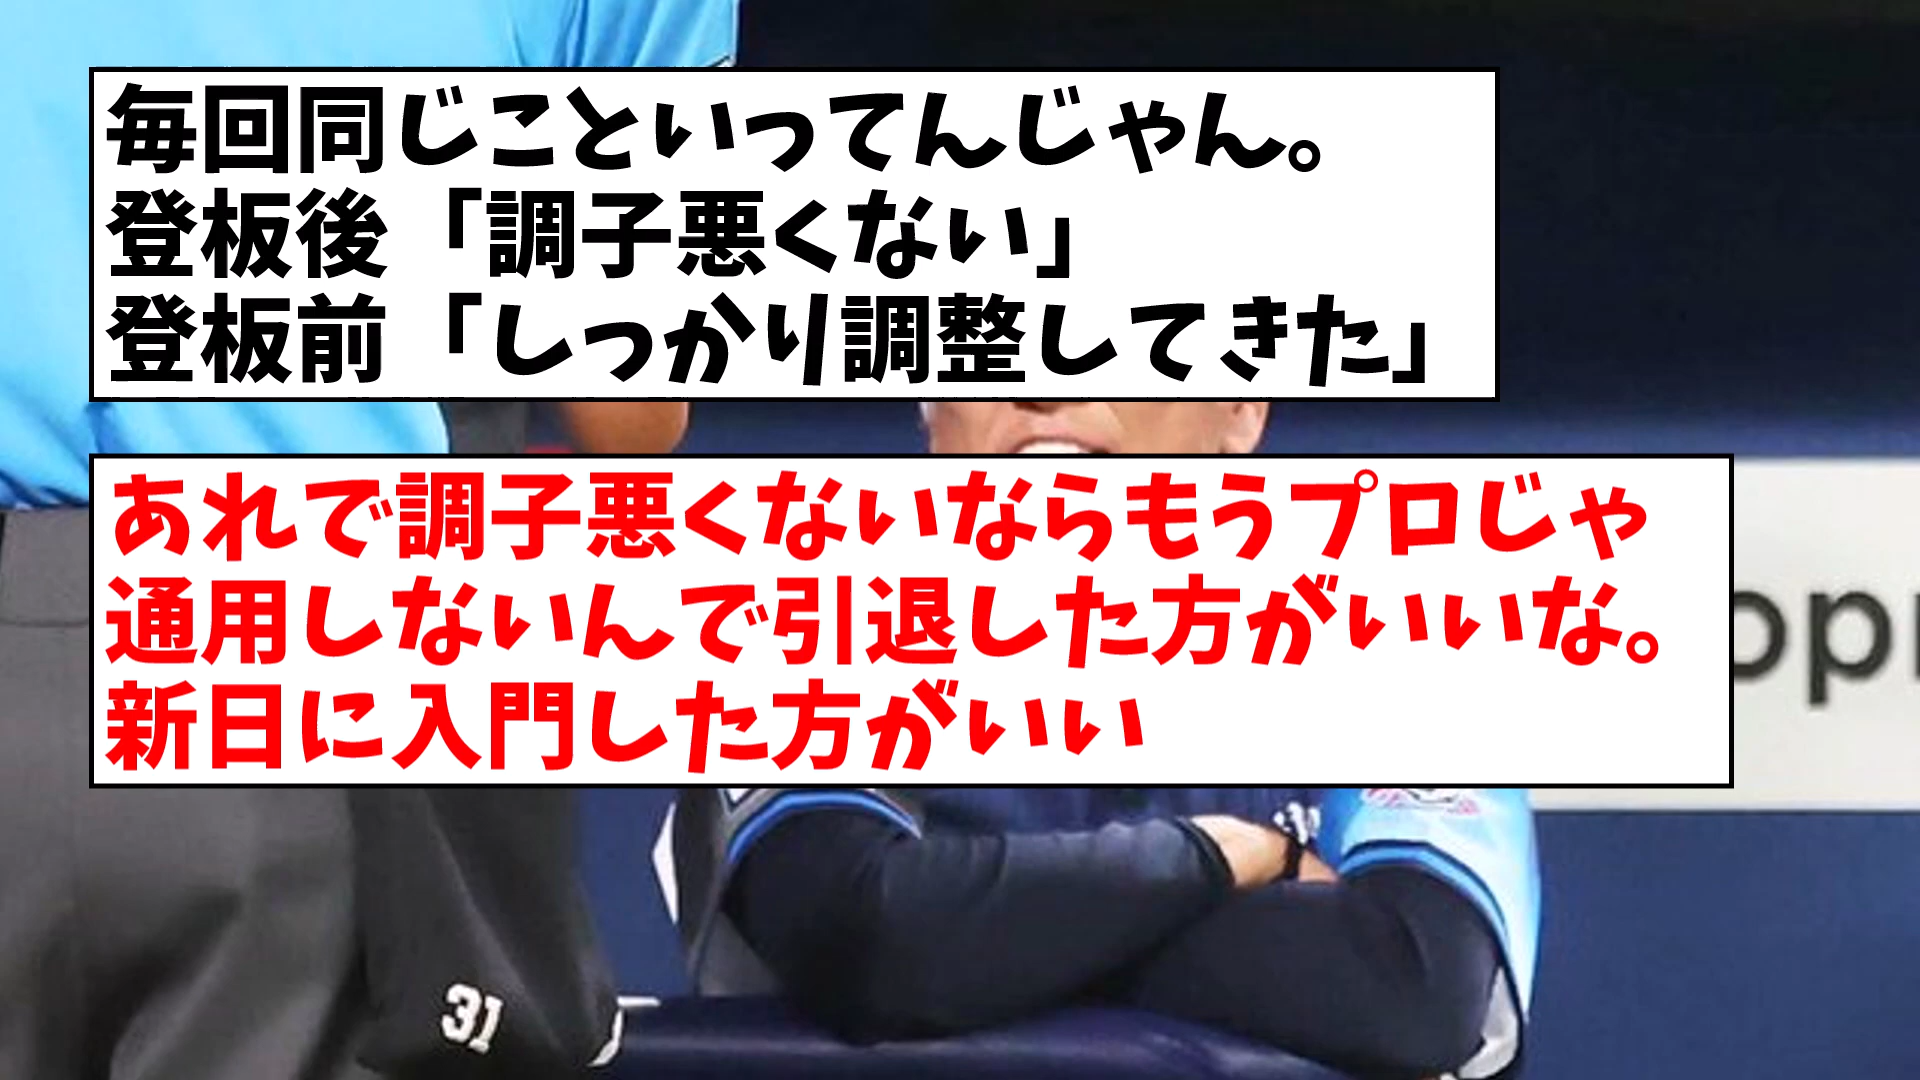 毎回同じこといってんじゃん。
登板後「調子悪くない」
登板前「しっかり調整してきた」
あれで調子悪くないならもうプロじゃ
通用しないんで引退した方がいいな。
新日に入門した方がいい
op
31